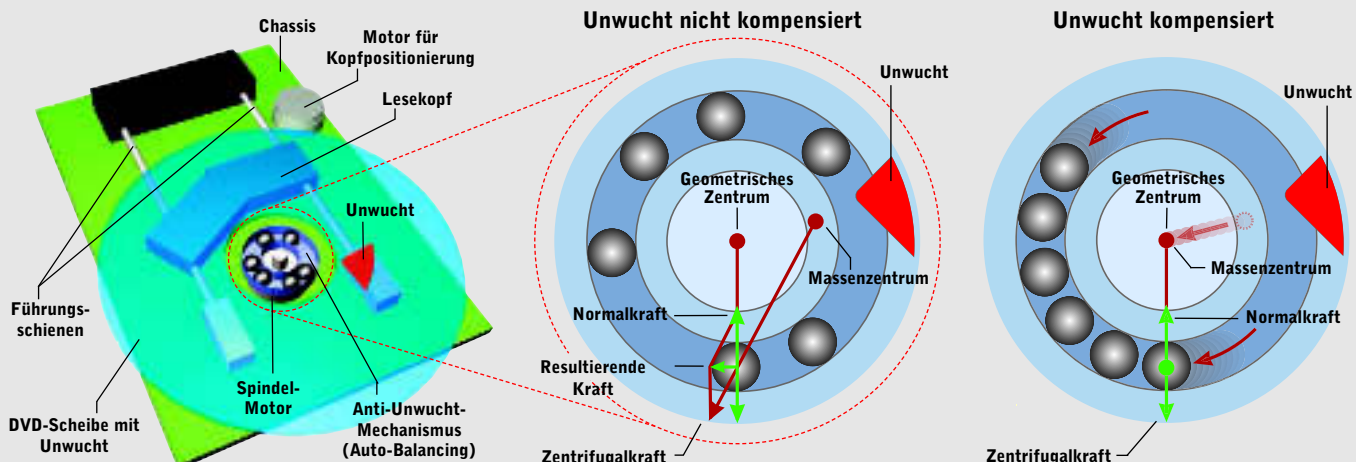 Chassis
Motor für
Kopfpositionierung
Lesekopf
Unwucht
Führungs-
schienen
Spindel-
Motor
DVD-Scheibe mit
Unwucht
Anti-Unwucht-
Mechanismus
(Auto-Balancing)
Unwucht nicht kompensiert
Unwucht
Geometrisches
Zentrum
Massenzentrum
Normalkraft
Resultierende
Kraft
Zentrifugalkraft
Unwucht kompensiert
Unwucht
Geometrisches
Zentrum
Massenzentrum
Normalkraft
Zentrifugalkraft